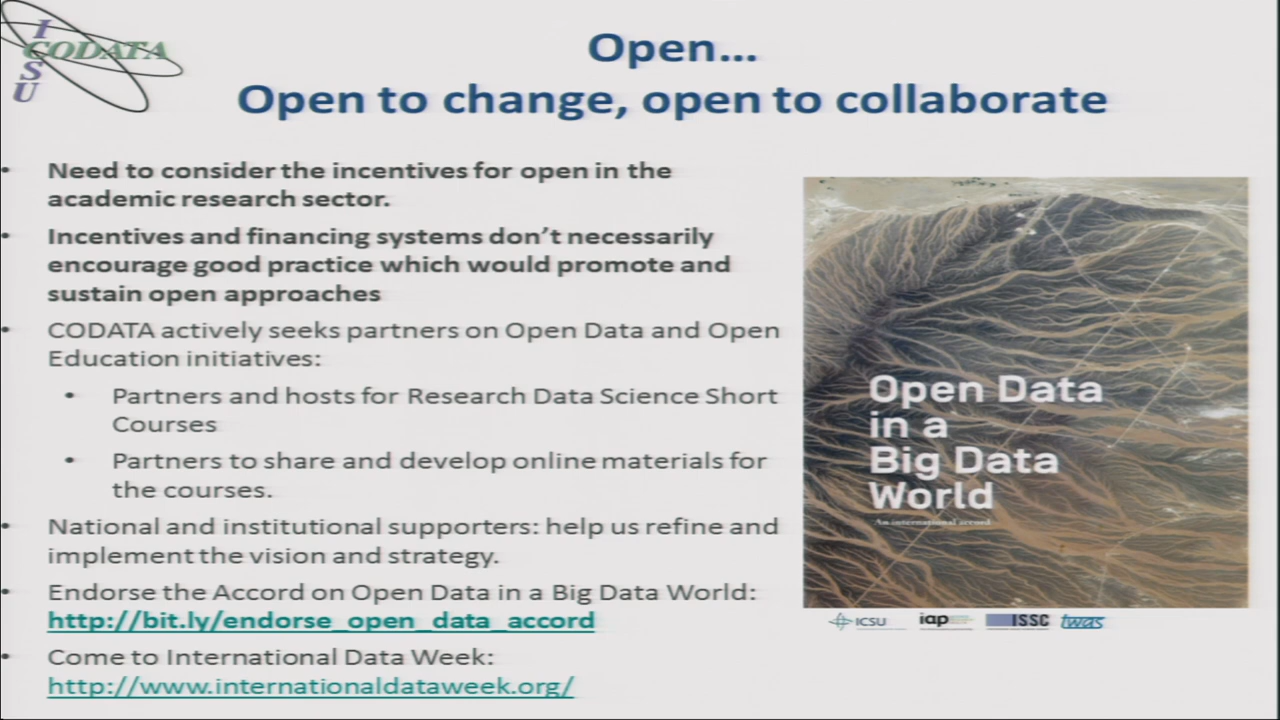 I
CODATA
S
U
Open...
Open to change, open to collaborate
• Need to consider the incentives for open in the
academic research sector.
• Incentives and financing systems don't necessarily
encourage good practice which would promote and
sustain open approaches
• CODATA actively seeks partners on Open Data and Open
Education initiatives:
• Partners and hosts for Research Data Science Short
Courses
• Partners to share and develop online materials for
the courses.
• National and institutional supporters: help us refine and
implement the vision and strategy.
• Endorse the Accord on Open Data in a Big Data World:
http://bit.ly/endorse_open_data_accord
• Come to International Data Week:
http://www.internationaldataweek.org/
Open Data
in a
Big Data
World
An international accord
ICSU
iap
ISSC
twas